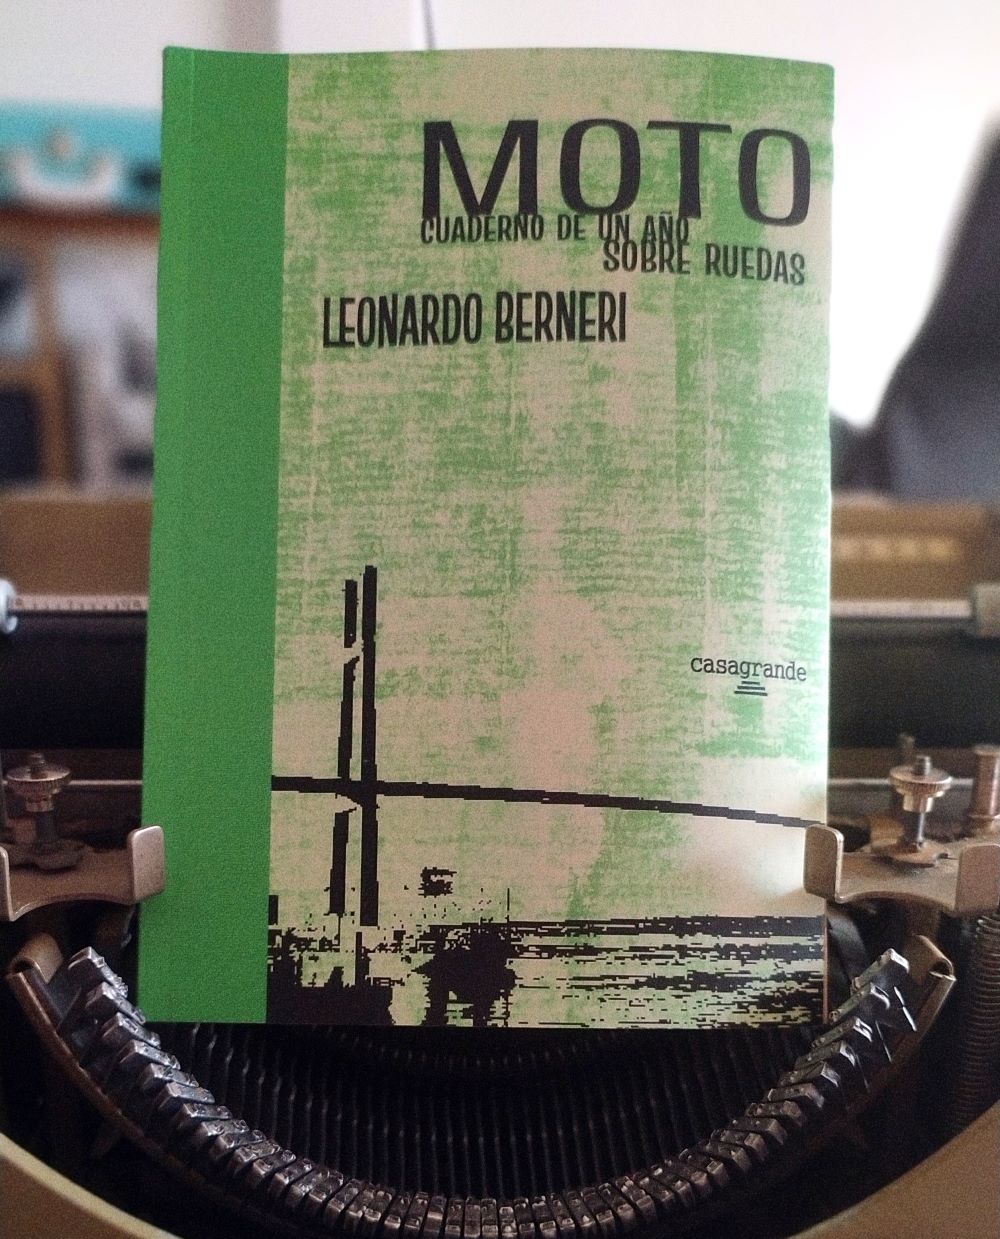 MOTO
CUADERNO DE UN AÑO
SOBRE RUEDAS
LEONARDO BERNERI
casagrande